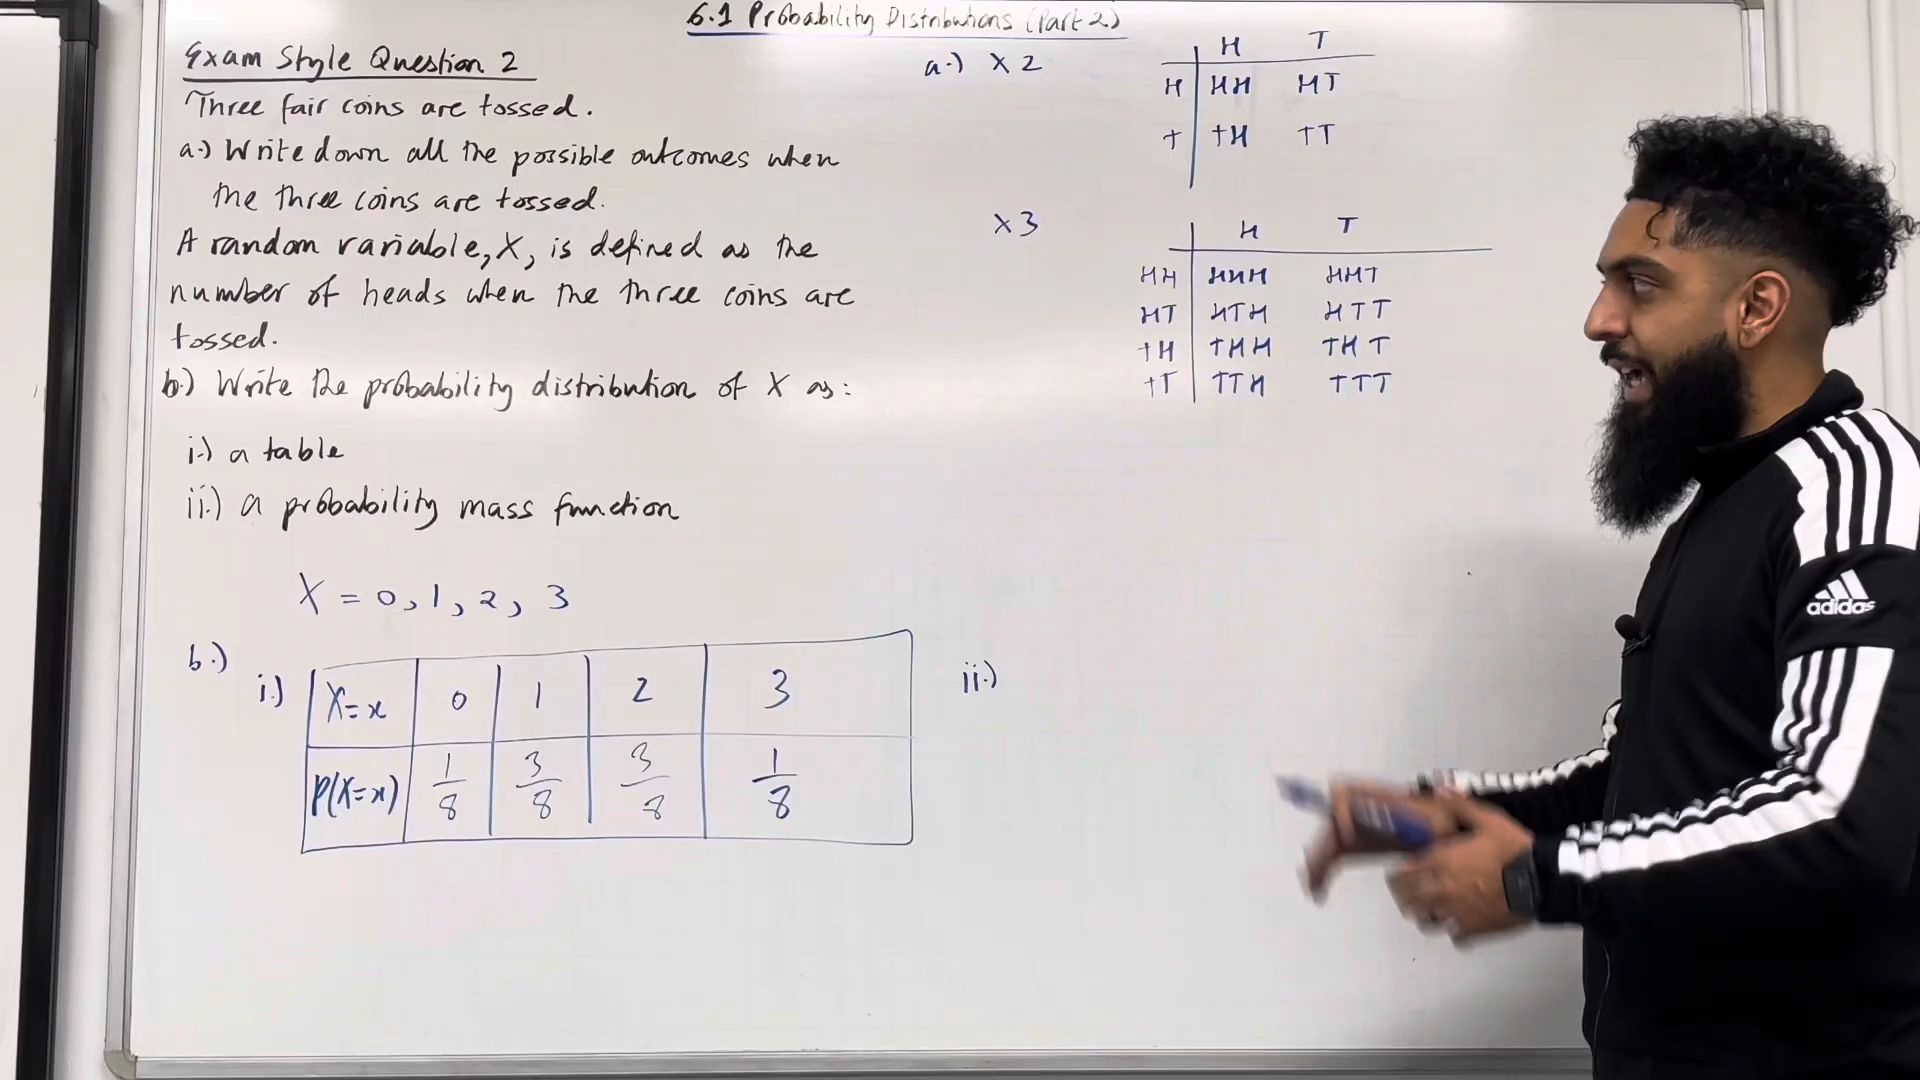 6.1 Probability Distributions (Part 2)
Exam Style Question 2
Three fair coins are tossed.
a.) Write down all the possible outcomes when
the three coins are tossed.
A random variable, X, is defined as the
number of heads when the three coins are
tossed.
b.) Write the probability distribution of X as:
i.) a table
ii.) a probability mass function
X = 0, 1, 2, 3
b.)
i.) X=x 0 1 2 3
P(X=x) 1/8 3/8 3/8 1/8
a.) X 2
H T
H HH HT
T TH TT
X 3
H T
HH HHH HHT
HT HTH HTT
TH THH THT
TT TTH TTT
ii.)
adidas